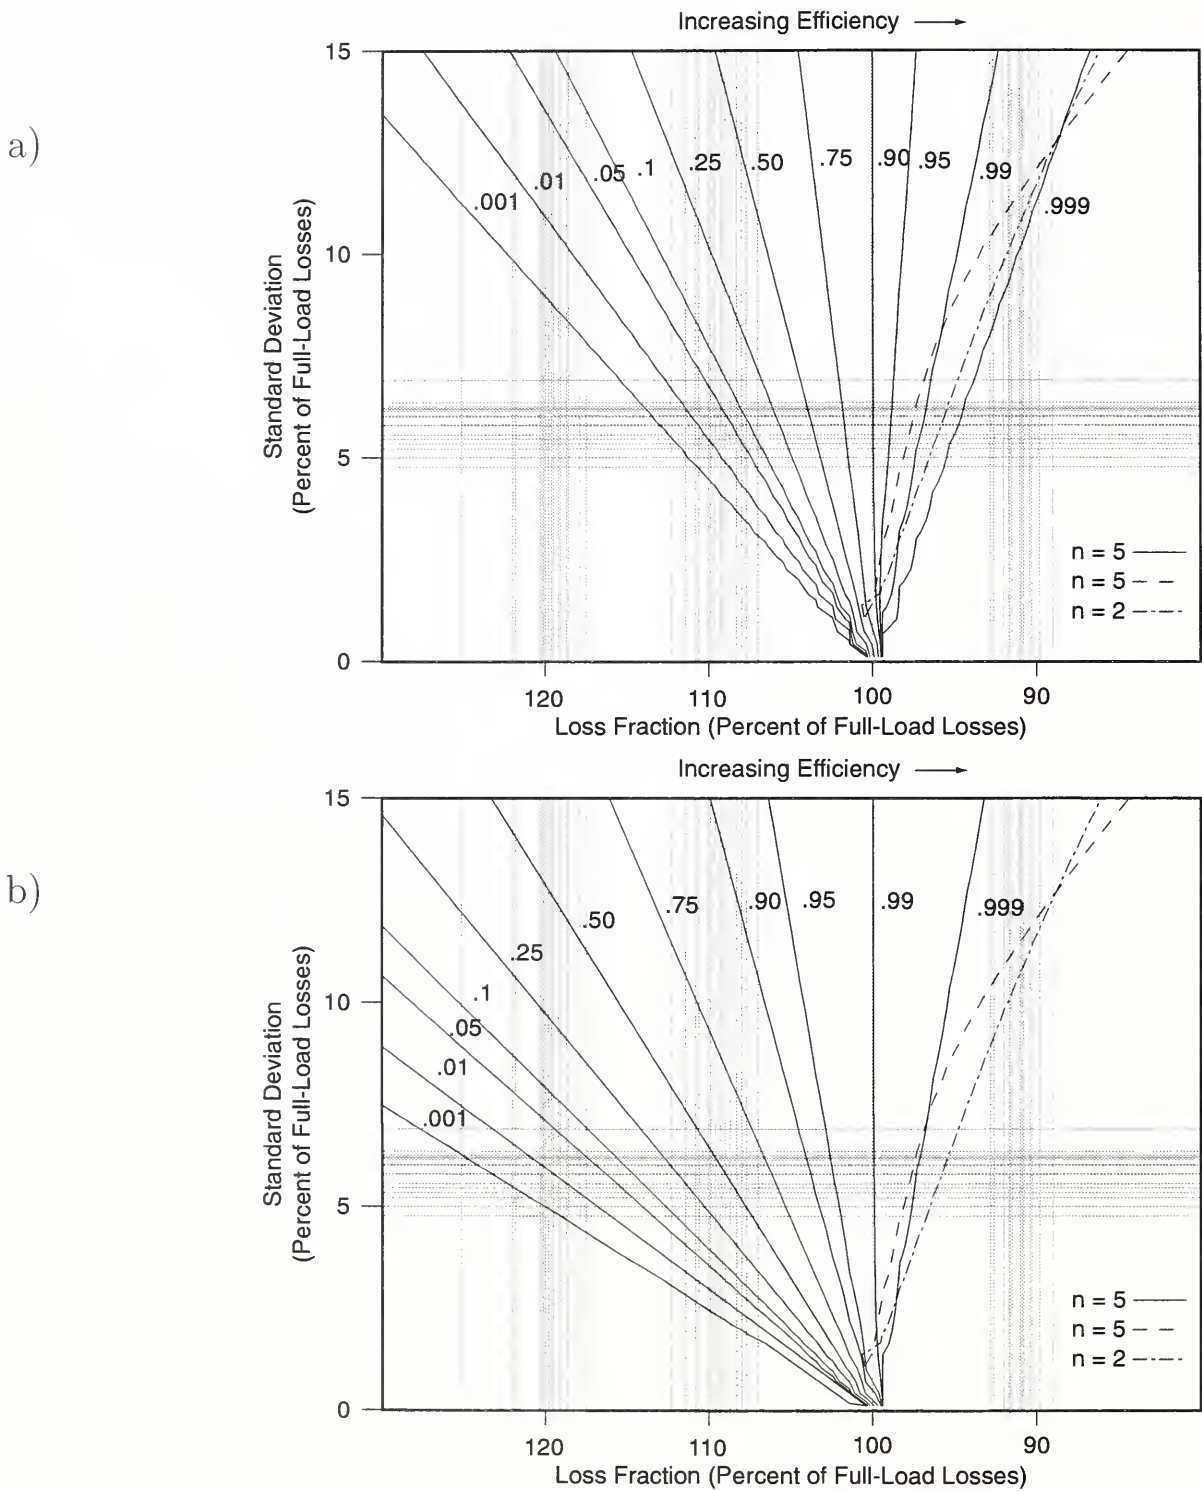 a)
Increasing Efficiency →
15
10
5
0
Standard Deviation
(Percent of Full-Load Losses)
.001
.01
.05
.1
.25
.50
.75
.90
.95
.99
.999
n = 5
n = 5
n = 2
120
110
100
90
Loss Fraction (Percent of Full-Load Losses)
b)
Increasing Efficiency →
15
10
5
0
Standard Deviation
(Percent of Full-Load Losses)
.001
.01
.05
.1
.25
.50
.75
.90
.95
.99
.999
n = 5
n = 5
n = 2
120
110
100
90
Loss Fraction (Percent of Full-Load Losses)